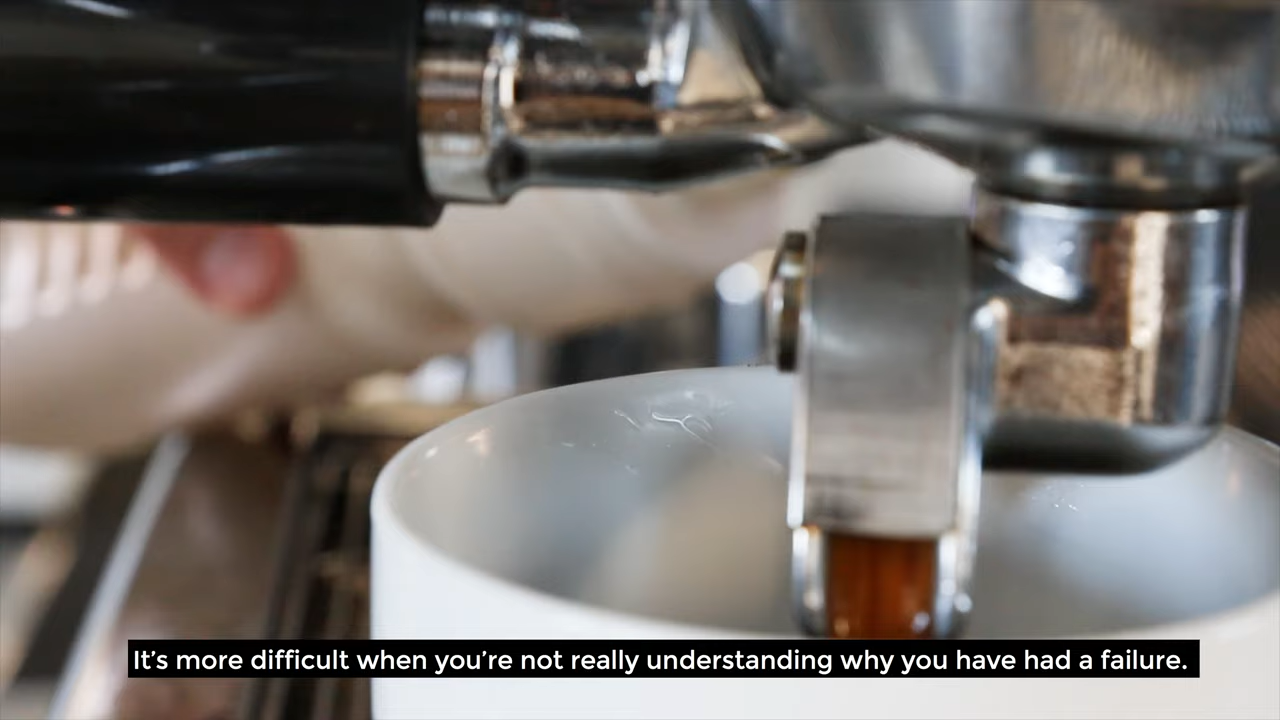 It’s more difficult when you’re not really understanding why you have had a failure.